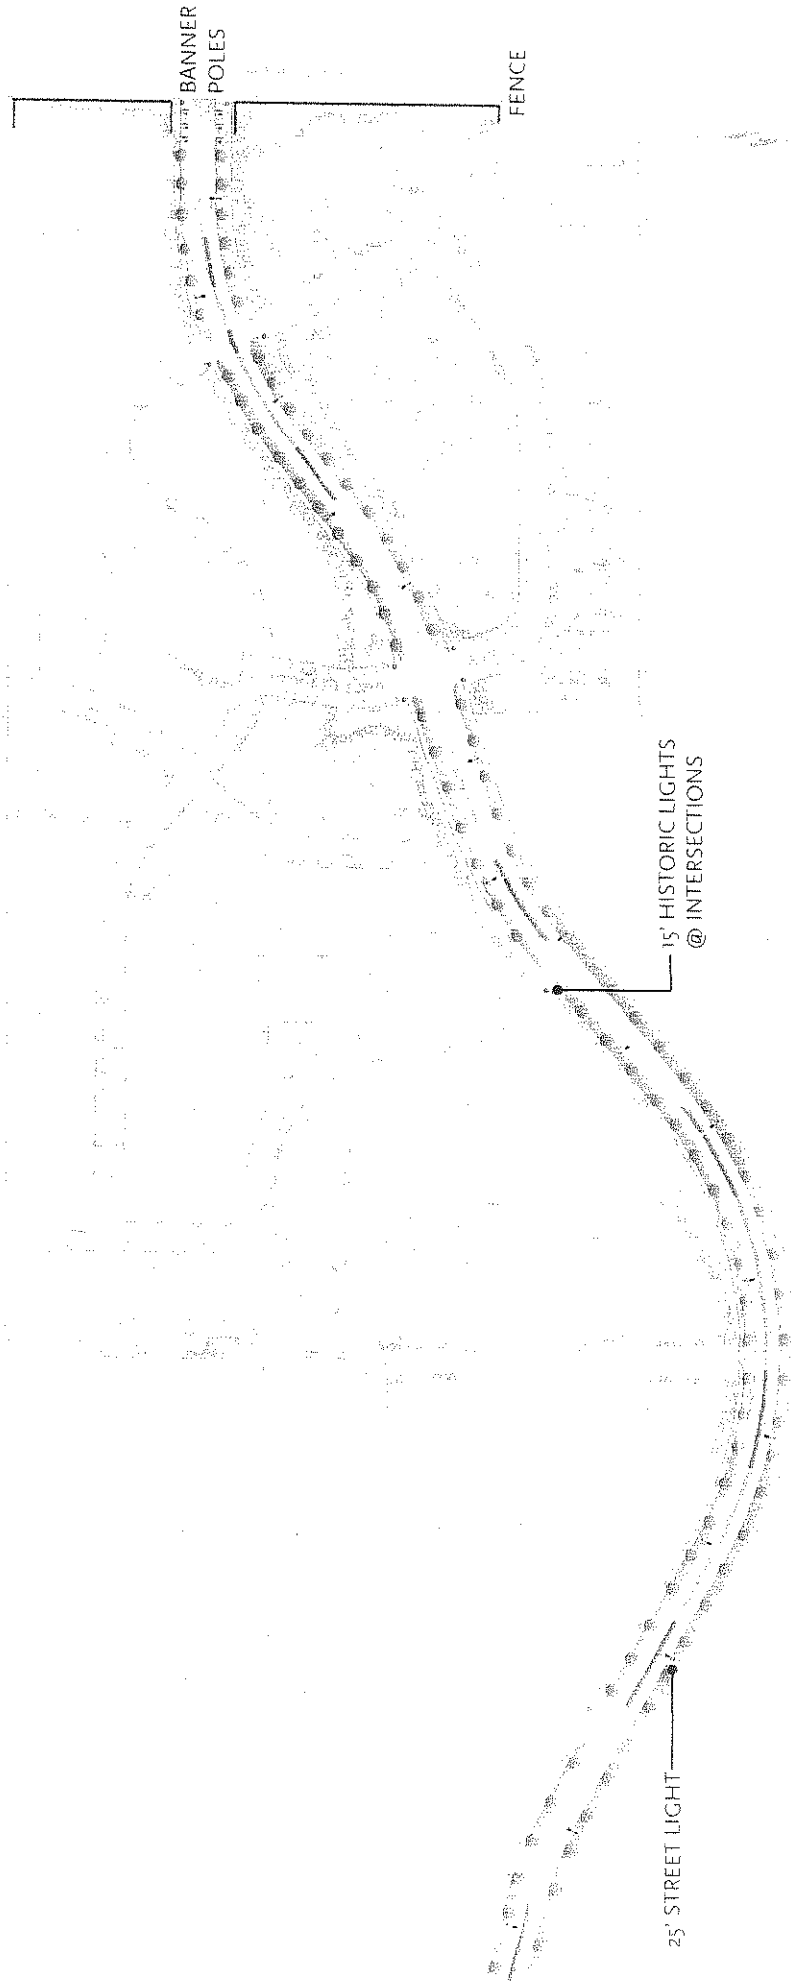 BANNER
POLES
FENCE
15' HISTORIC LIGHTS
@ INTERSECTIONS
25' STREET LIGHT